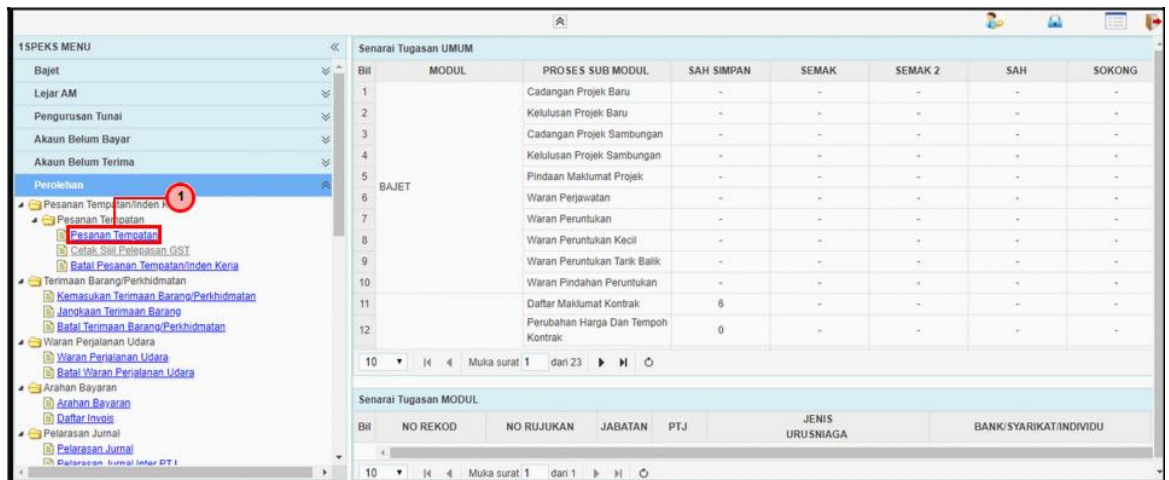 1SPEKS MENU
Bajet
Lejar AM
Pengurusan Tunai
Akaun Belum Bayar
Akaun Belum Terima
Perolehan
1
Pesanan Tempatan/Inden K
Pesanan Tempatan
Pesanan Tempatan
Cetak Sijil Pelepasan GST
Batal Pesanan Tempatan/Inden Kerja
Terimaan Barang/Perkhidmatan
Kemasukan Terimaan Barang/Perkhidmatan
Jangkaan Terimaan Barang
Batal Terimaan Barang/Perkhidmatan
Waran Perjalanan Udara
Waran Perjalanan Udara
Batal Waran Perjalanan Udara
Arahan Bayaran
Arahan Bayaran
Daftar Invois
Pelarasan Jurnal
Pelarasan Jurnal
Pelarasan Jurnal Inter PTJ
Senarai Tugasan UMUM
Bil MODUL PROSES SUB MODUL SAH SIMPAN SEMAK SEMAK 2 SAH SOKONG
1 Cadangan Projek Baru - - - - -
2 Kelulusan Projek Baru - - - - -
3 Cadangan Projek Sambungan - - - - -
4 Kelulusan Projek Sambungan - - - - -
5 Pindaan Maklumat Projek - - - - -
BAJET
6 Waran Perjawatan - - - - -
7 Waran Peruntukan - - - - -
8 Waran Peruntukan Kecil - - - - -
9 Waran Peruntukan Tarik Balik - - - - -
10 Waran Pindahan Peruntukan - - - - -
11 Daftar Maklumat Kontrak 6 - - - -
12 Perubahan Harga Dan Tempoh Kontrak 0 - - - -
10 Muka surat 1 dari 23
Senarai Tugasan MODUL
Bil NO REKOD NO RUJUKAN JABATAN PTJ JENIS URUSNIAGA BANK/SYARIKAT/INDIVIDU
10 Muka surat 1 dari 1